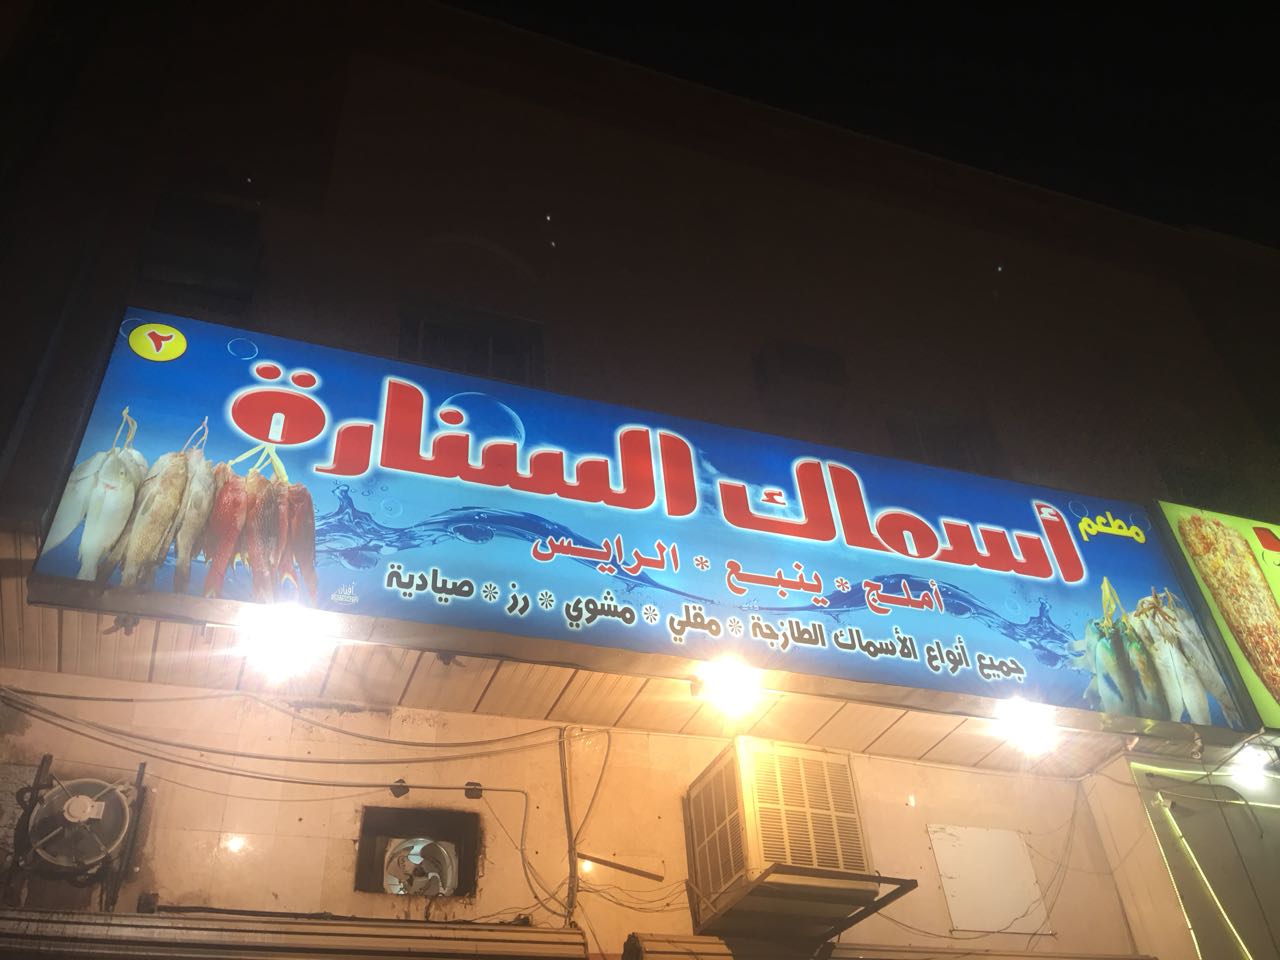 مطعم
أسماك السنارة
٢
أملج * ينبع * الرايس
جميع أنواع الأسماك الطازجة * مقلي * مشوي * رز * صيادية